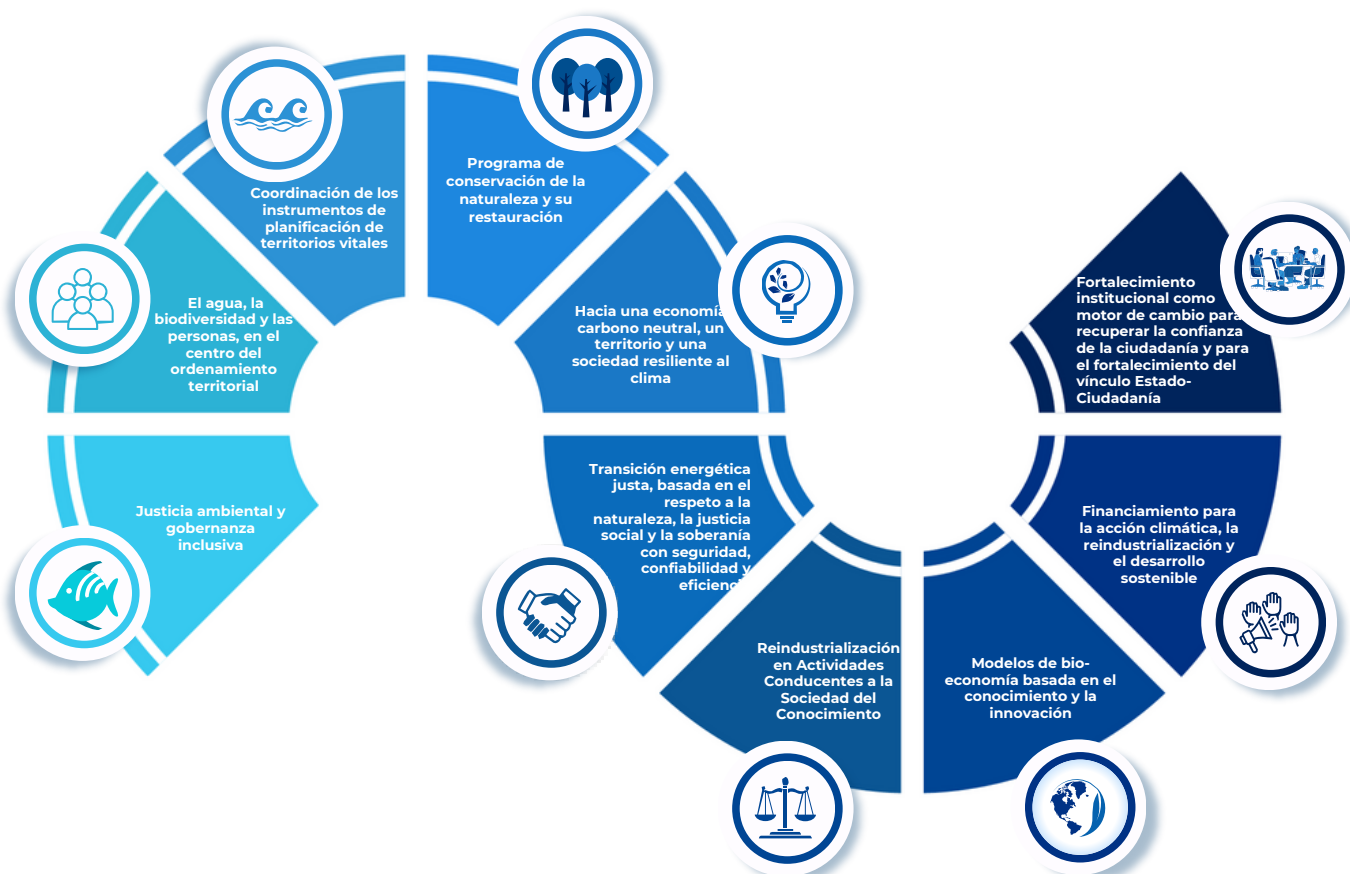 Justicia ambiental y
gobernanza
inclusiva
El agua, la
biodiversidad y las
personas, en el
centro del
ordenamiento
territorial
Coordinación de los
instrumentos de
planificación de
territorios vitales
Programa de
conservación de la
naturaleza y su
restauración
Hacia una economía
carbono neutral, un
territorio y una
sociedad resiliente al
clima
Transición energética
justa, basada en el
respeto a la
naturaleza, la justicia
social y la soberanía
con seguridad,
confiabilidad y
eficiencia
Reindustrialización
en Actividades
Conducentes a la
Sociedad del
Conocimiento
Modelos de bio-
economía basada en el
conocimiento y la
innovación
Financiamiento para
la acción climática, la
reindustrialización y
el desarrollo
sostenible
Fortalecimiento
institucional como
motor de cambio para
recuperar la confianza
de la ciudadanía y para
el fortalecimiento del
vínculo Estado-
Ciudadanía